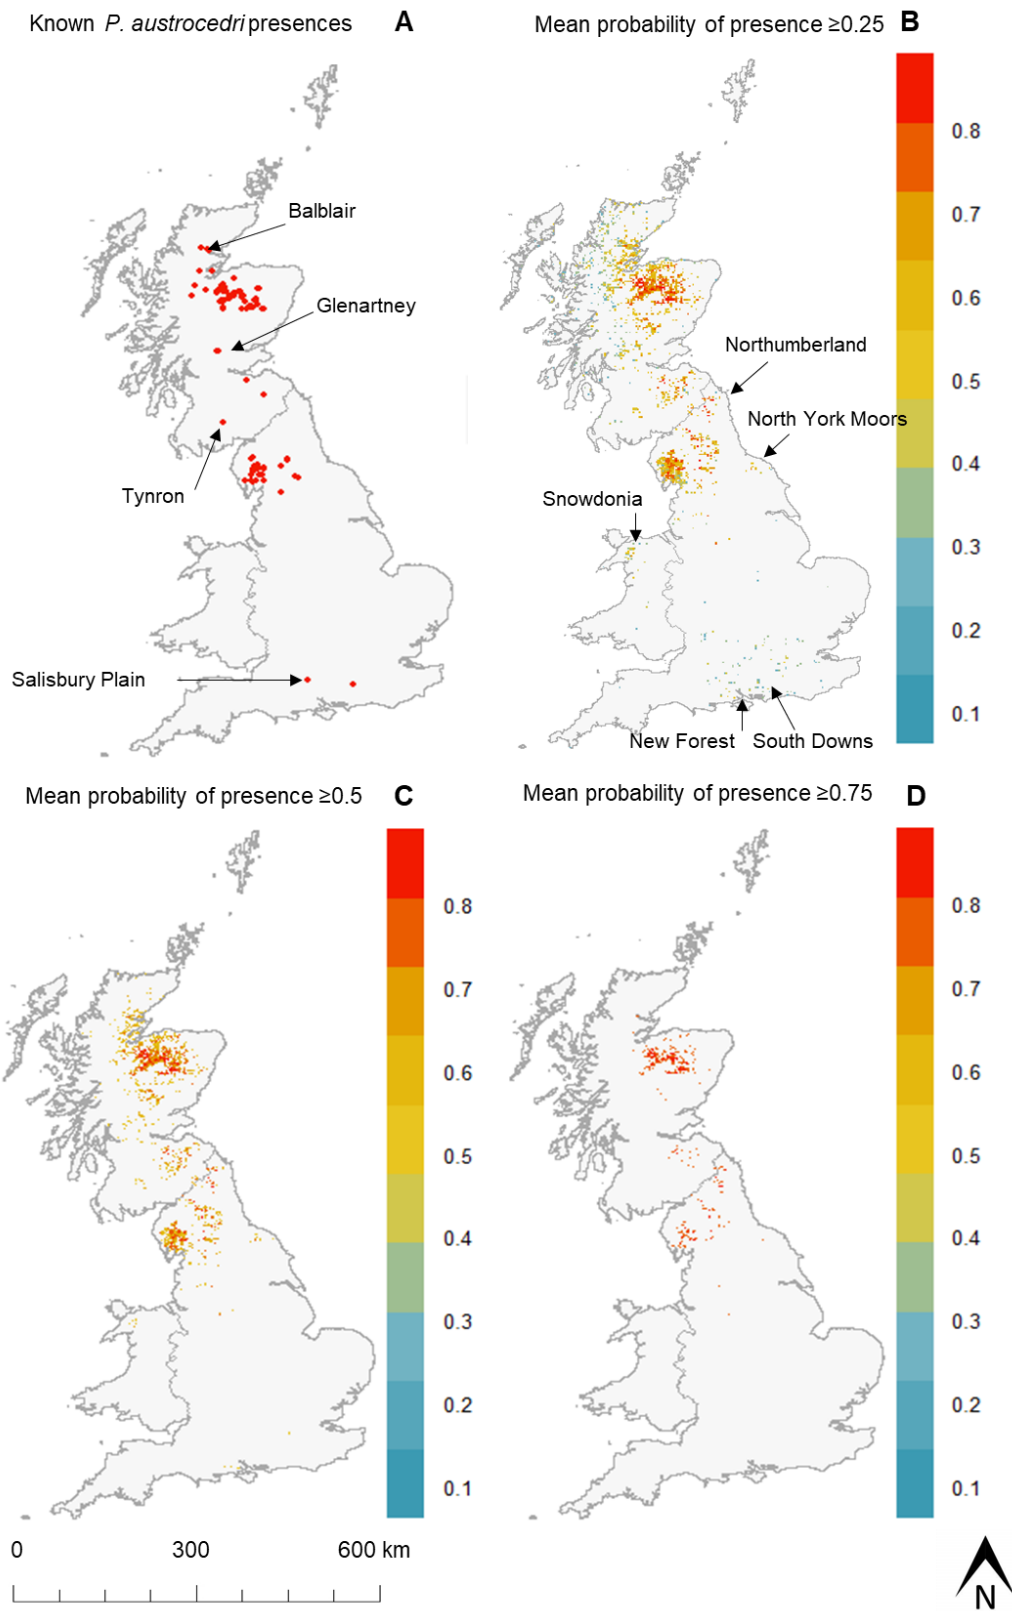 Known P. austrocedri presences A
Balblair
Glenartney
Tynron
Salisbury Plain
Mean probability of presence ≥0.25 B
Northumberland
North York Moors
Snowdonia
New Forest South Downs
0.8
0.7
0.6
0.5
0.4
0.3
0.2
0.1
Mean probability of presence ≥0.5 C
0.8
0.7
0.6
0.5
0.4
0.3
0.2
0.1
Mean probability of presence ≥0.75 D
0.8
0.7
0.6
0.5
0.4
0.3
0.2
0.1
0 300 600 km
N